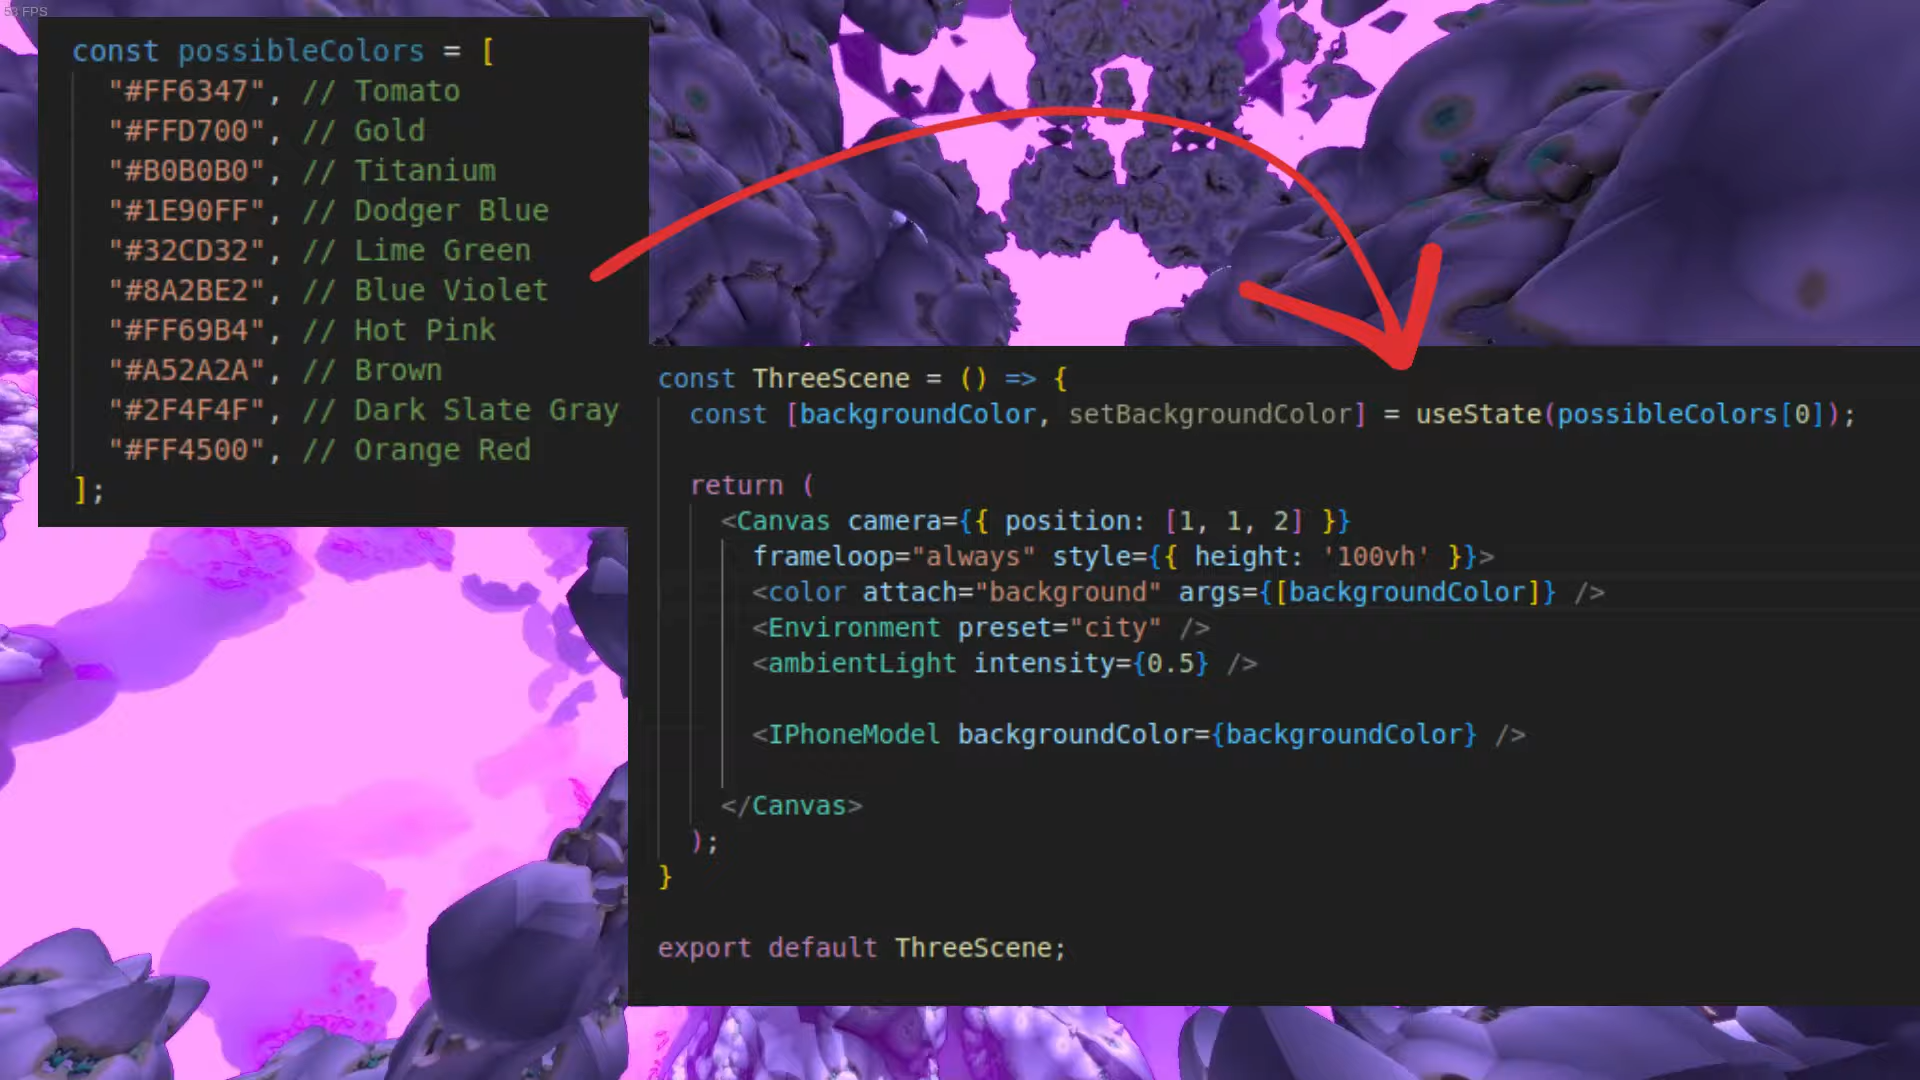 53 FPS
const possibleColors = [
"#FF6347", // Tomato
"#FFD700", // Gold
"#B0B0B0", // Titanium
"#1E90FF", // Dodger Blue
"#32CD32", // Lime Green
"#8A2BE2", // Blue Violet
"#FF69B4", // Hot Pink
"#A52A2A", // Brown
"#2F4F4F", // Dark Slate Gray
"#FF4500", // Orange Red
];
const ThreeScene = () => {
const [backgroundColor, setBackgroundColor] = useState(possibleColors[0]);
return (
<Canvas camera={{ position: [1, 1, 2] }}
frameloop="always" style={{ height: '100vh' }}>
<color attach="background" args={[backgroundColor]} />
<Environment preset="city" />
<ambientLight intensity={0.5} />
<IPhoneModel backgroundColor={backgroundColor} />
</Canvas>
);
}
export default ThreeScene;